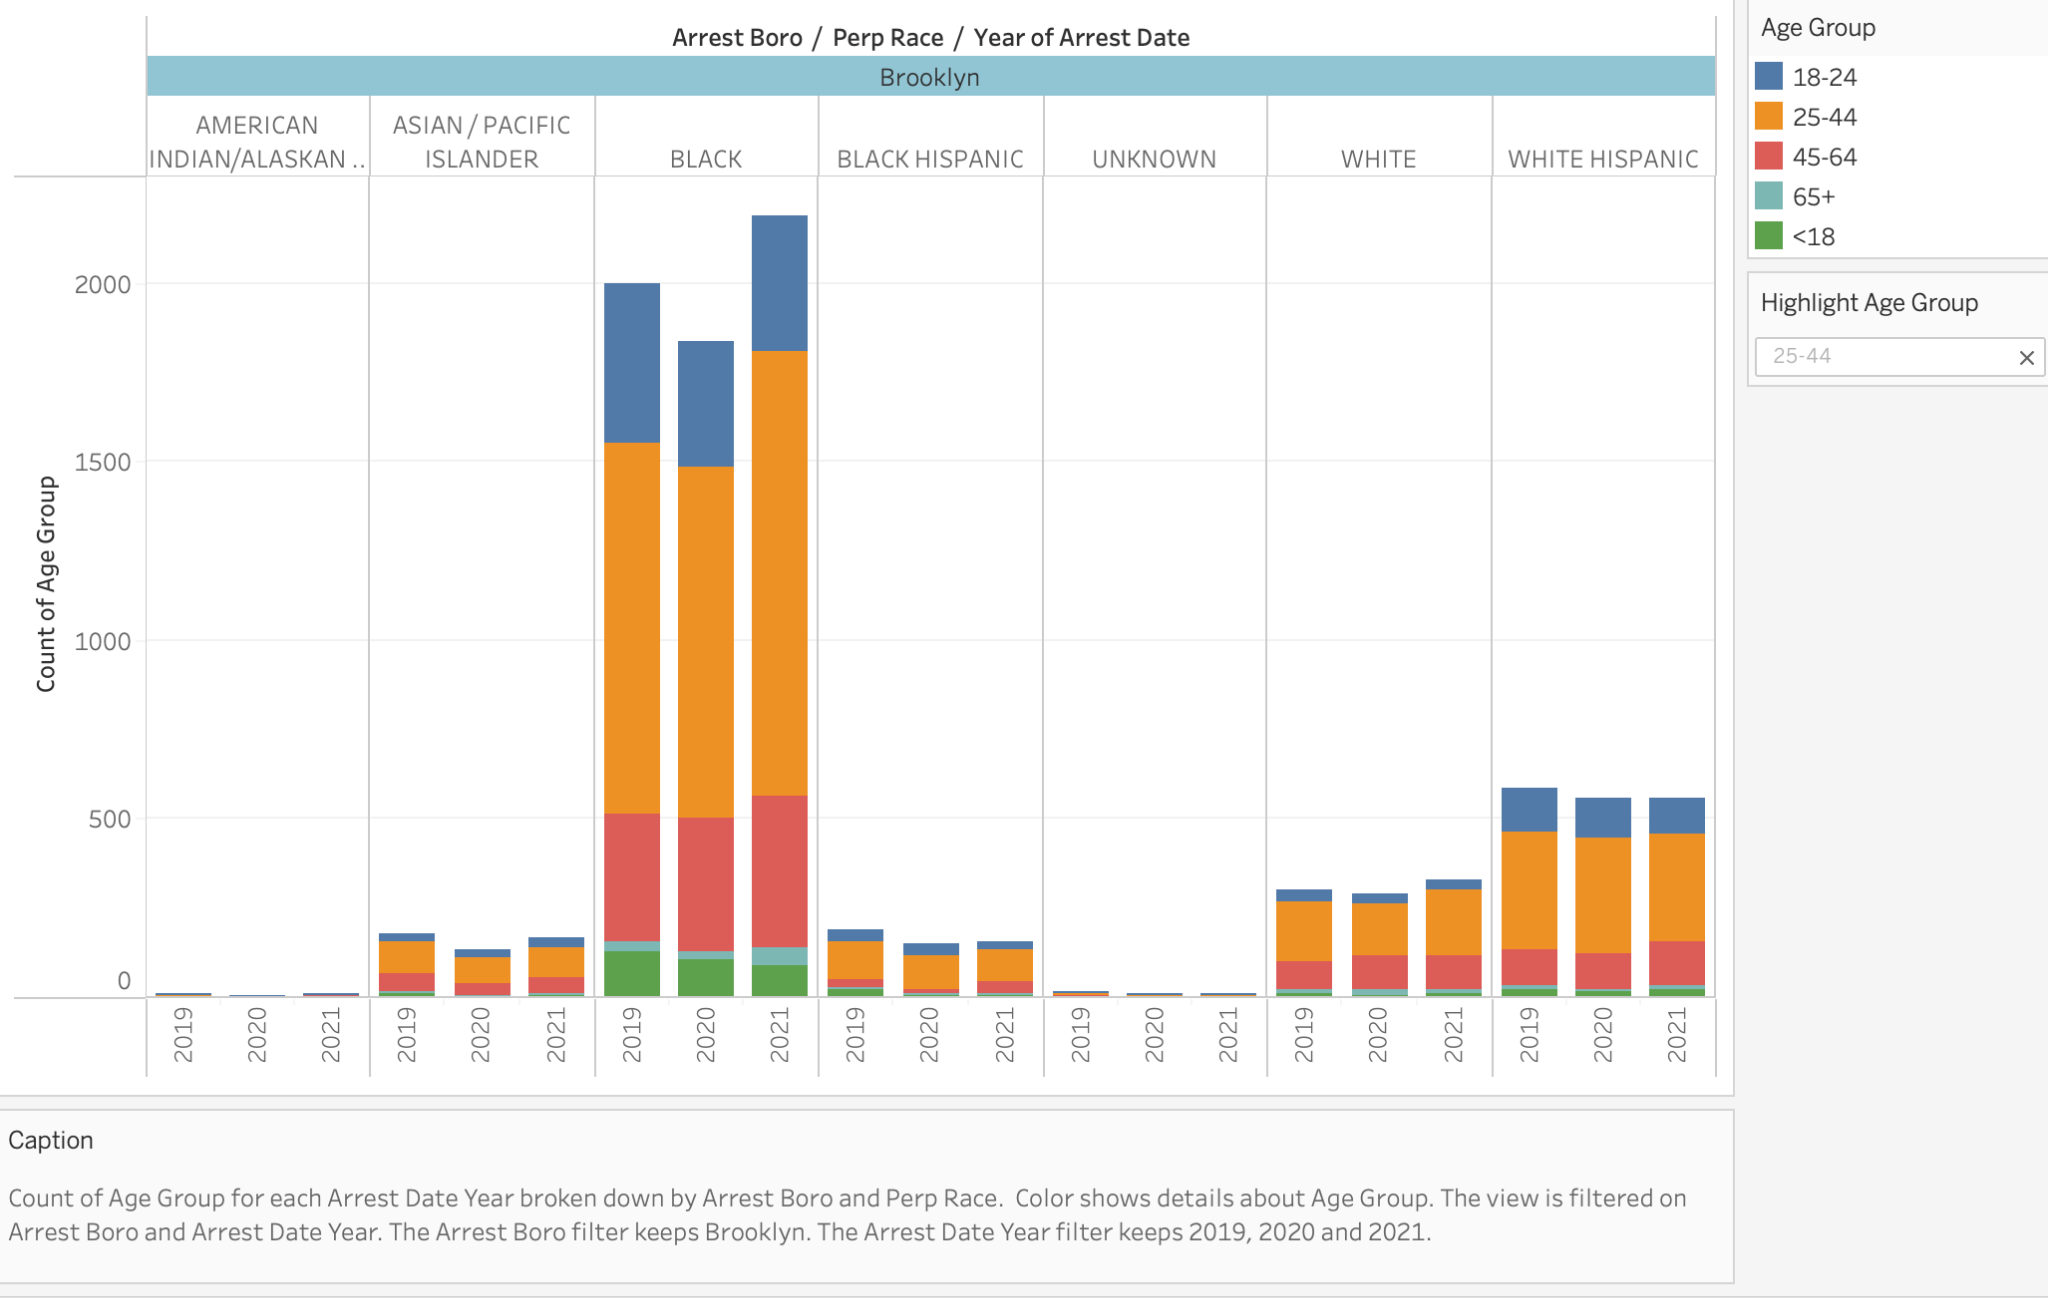 Arrest Boro / Perp Race / Year of Arrest Date
Brooklyn
AMERICAN
INDIAN/ALASKAN ..
ASIAN / PACIFIC
ISLANDER
BLACK
BLACK HISPANIC
UNKNOWN
WHITE
WHITE HISPANIC
Count of Age Group
2000
1500
1000
500
0
2019
2020
2021
2019
2020
2021
2019
2020
2021
2019
2020
2021
2019
2020
2021
2019
2020
2021
2019
2020
2021
Age Group
18-24
25-44
45-64
65+
<18
Highlight Age Group
25-44
Caption
Count of Age Group for each Arrest Date Year broken down by Arrest Boro and Perp Race.  Color shows details about Age Group. The view is filtered on
Arrest Boro and Arrest Date Year. The Arrest Boro filter keeps Brooklyn. The Arrest Date Year filter keeps 2019, 2020 and 2021.